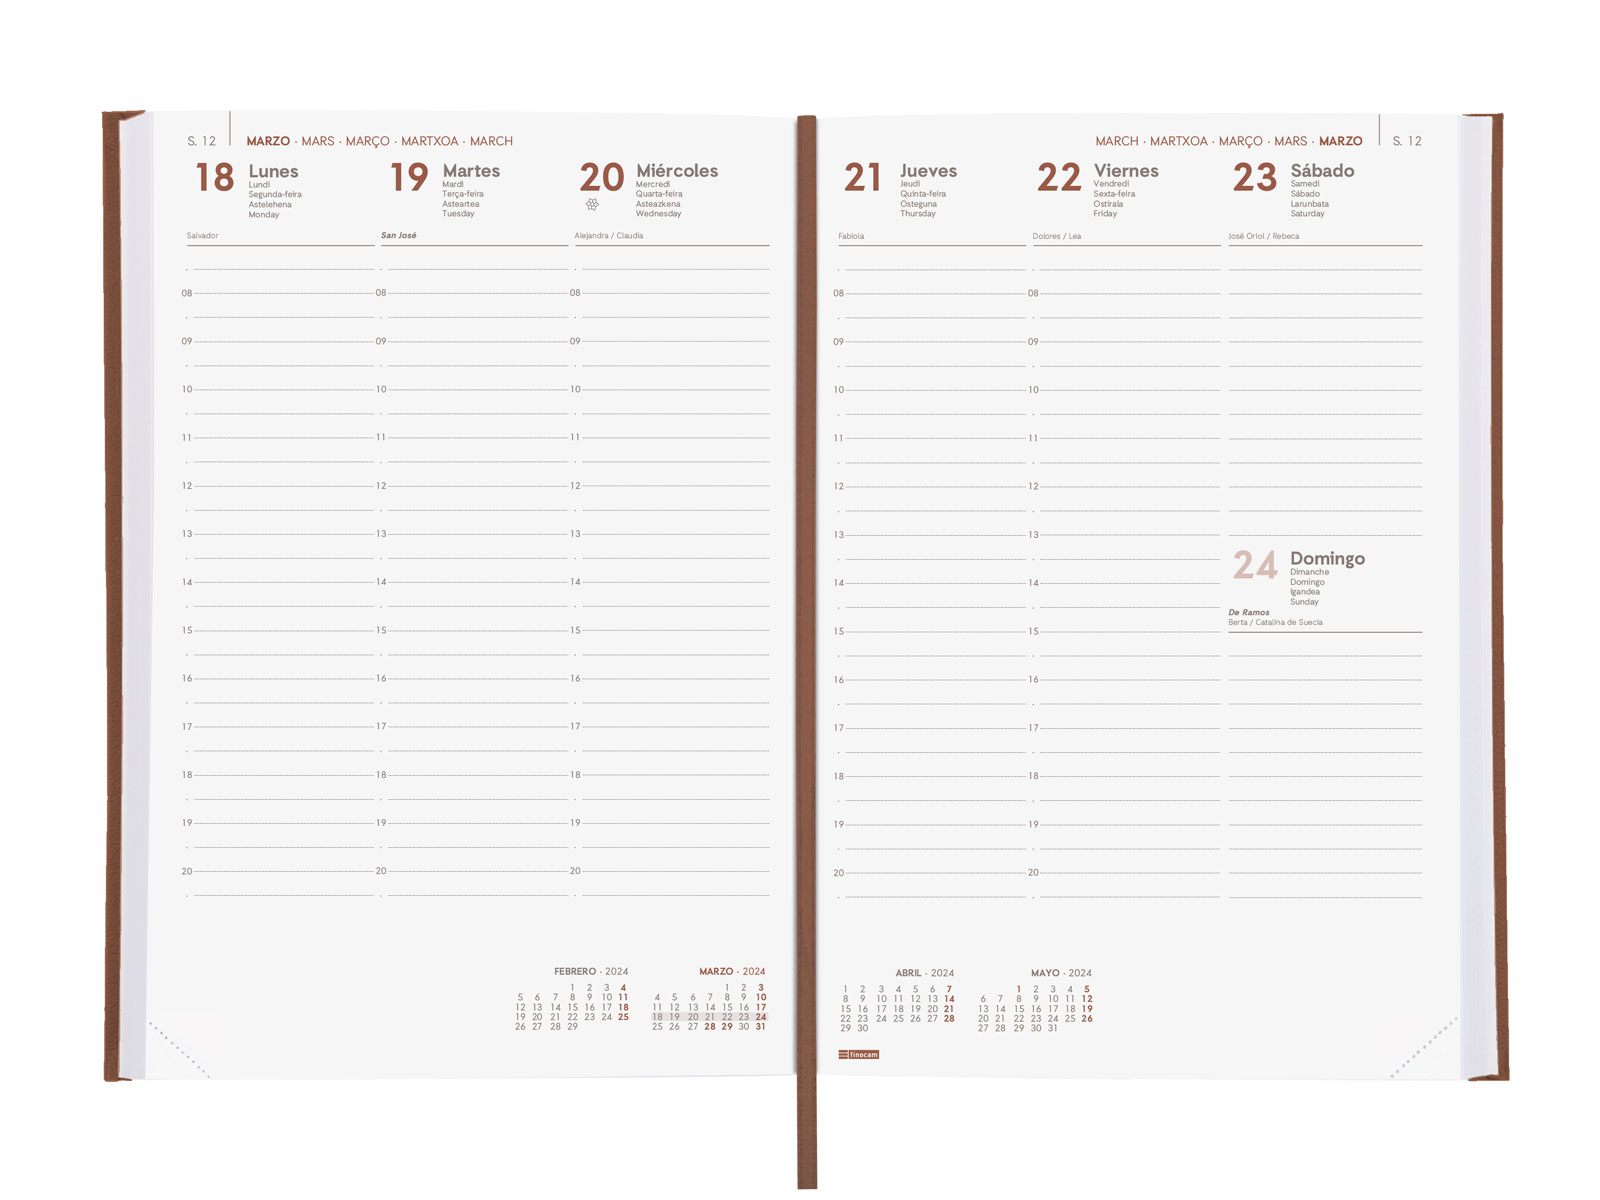 S. 12
MARZO · MARS · MARÇO · MARTXOA · MARCH
18 Lunes
Lundi
Segunda-feira
Astelehena
Monday
Salvador
19 Martes
Mardi
Terça-feira
Asteartea
Tuesday
San José
20 Miércoles
Mercredi
Quarta-feira
Asteazkena
Wednesday
Alejandra / Claudia
08 08 08
09 09 09
10 10 10
11 11 11
12 12 12
13 13 13
14 14 14
15 15 15
16 16 16
17 17 17
18 18 18
19 19 19
20 20 20
FEBRERO · 2024
1 2 3 4
5 6 7 8 9 10 11
12 13 14 15 16 17 18
19 20 21 22 23 24 25
26 27 28 29
MARZO · 2024
1 2 3
4 5 6 7 8 9 10
11 12 13 14 15 16 17
18 19 20 21 22 23 24
25 26 27 28 29 30 31
MARCH · MARTXOA · MARÇO · MARS · MARZO
S. 12
21 Jueves
Jeudi
Quinta-feira
Osteguna
Thursday
Fabiola
22 Viernes
Vendredi
Sexta-feira
Ostirala
Friday
Dolores / Lea
23 Sábado
Samedi
Sábado
Larunbata
Saturday
José Oriol / Rebeca
08 08
09 09
10 10
11 11
12 12
13 13
14 14
15 15
16 16
17 17
18 18
19 19
20 20
24 Domingo
Dimanche
Domingo
Igandea
Sunday
De Ramos
Berta / Catalina de Suecia
ABRIL · 2024
1 2 3 4 5 6 7
8 9 10 11 12 13 14
15 16 17 18 19 20 21
22 23 24 25 26 27 28
29 30
MAYO · 2024
1 2 3 4 5
6 7 8 9 10 11 12
13 14 15 16 17 18 19
20 21 22 23 24 25 26
27 28 29 30 31
finocam